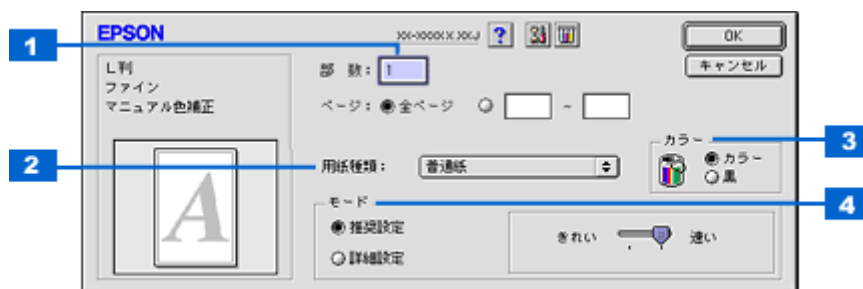 EPSON
XX-XXXXX X.XXJ
?
OK
キャンセル
L判
ファイン
マニュアル色補正
部 数: 1
ページ: 全ページ ~
用紙種類: 普通紙
カラー
カラー
黒
モード
推奨設定
詳細設定
きれい 速い
A
1
2
3
4